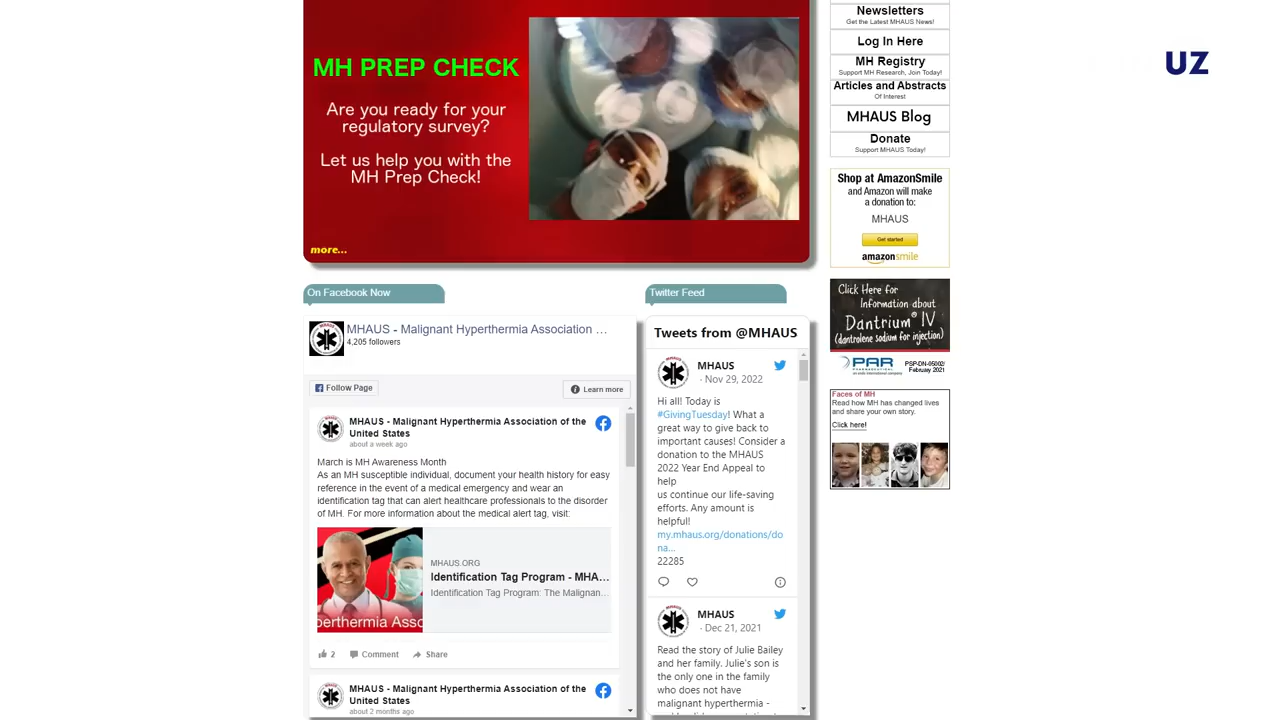 Newsletters
Get the Latest MHAUS News!
Log In Here
MH Registry
Support MH Research, Join Today!
Articles and Abstracts
Of Interest
MHAUS Blog
Donate
Support MHAUS Today!
UZ
MH PREP CHECK
Are you ready for your
regulatory survey?
Let us help you with the
MH Prep Check!
more...
Shop at AmazonSmile
and Amazon will make
a donation to:
MHAUS
Get started
amazonsmile
Click Here for
Information about
Dantrium® IV
(dantrolene sodium for injection)
PAR
PHARMACEUTICAL
PSP-DN-05002/
February 2021
Faces of MH
Read how MH has changed lives
and share your own story.
Click here!
On Facebook Now
MHAUS - Malignant Hyperthermia Association ...
4,205 followers
Follow Page
Learn more
MHAUS - Malignant Hyperthermia Association of the
United States
about a week ago
March is MH Awareness Month
As an MH susceptible individual, document your health history for easy
reference in the event of a medical emergency and wear an
identification tag that can alert healthcare professionals to the disorder
of MH. For more information about the medical alert tag, visit:
perthermia Asso
MHAUS.ORG
Identification Tag Program - MHA...
Identification Tag Program: The Malignan...
2
Comment
Share
MHAUS - Malignant Hyperthermia Association of the
United States
about 2 months ago
Twitter Feed
Tweets from @MHAUS
MHAUS
· Nov 29, 2022
Hi all! Today is
#GivingTuesday! What a
great way to give back to
important causes! Consider a
donation to the MHAUS
2022 Year End Appeal to
help
us continue our life-saving
efforts. Any amount is
helpful!
my.mhaus.org/donations/do
na...
22285
MHAUS
· Dec 21, 2021
Read the story of Julie Bailey
and her family. Julie's son is
the only one in the family
who does not have
malignant hyperthermia -